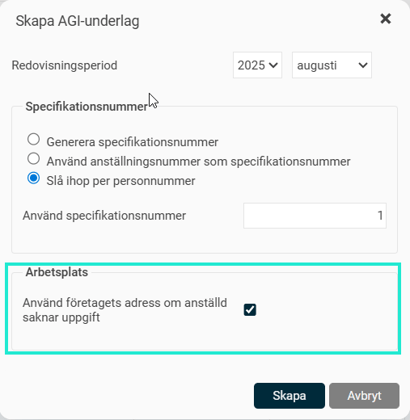 Skapa AGI-underlag
Redovisningsperiod
2025
augusti
Specifikationsnummer
Generera specifikationsnummer
Använd anställningsnummer som specifikationsnummer
Slå ihop per personnummer
Använd specifikationsnummer
1
Arbetsplats
Använd företagets adress om anställd
saknar uppgift
Skapa
Avbryt